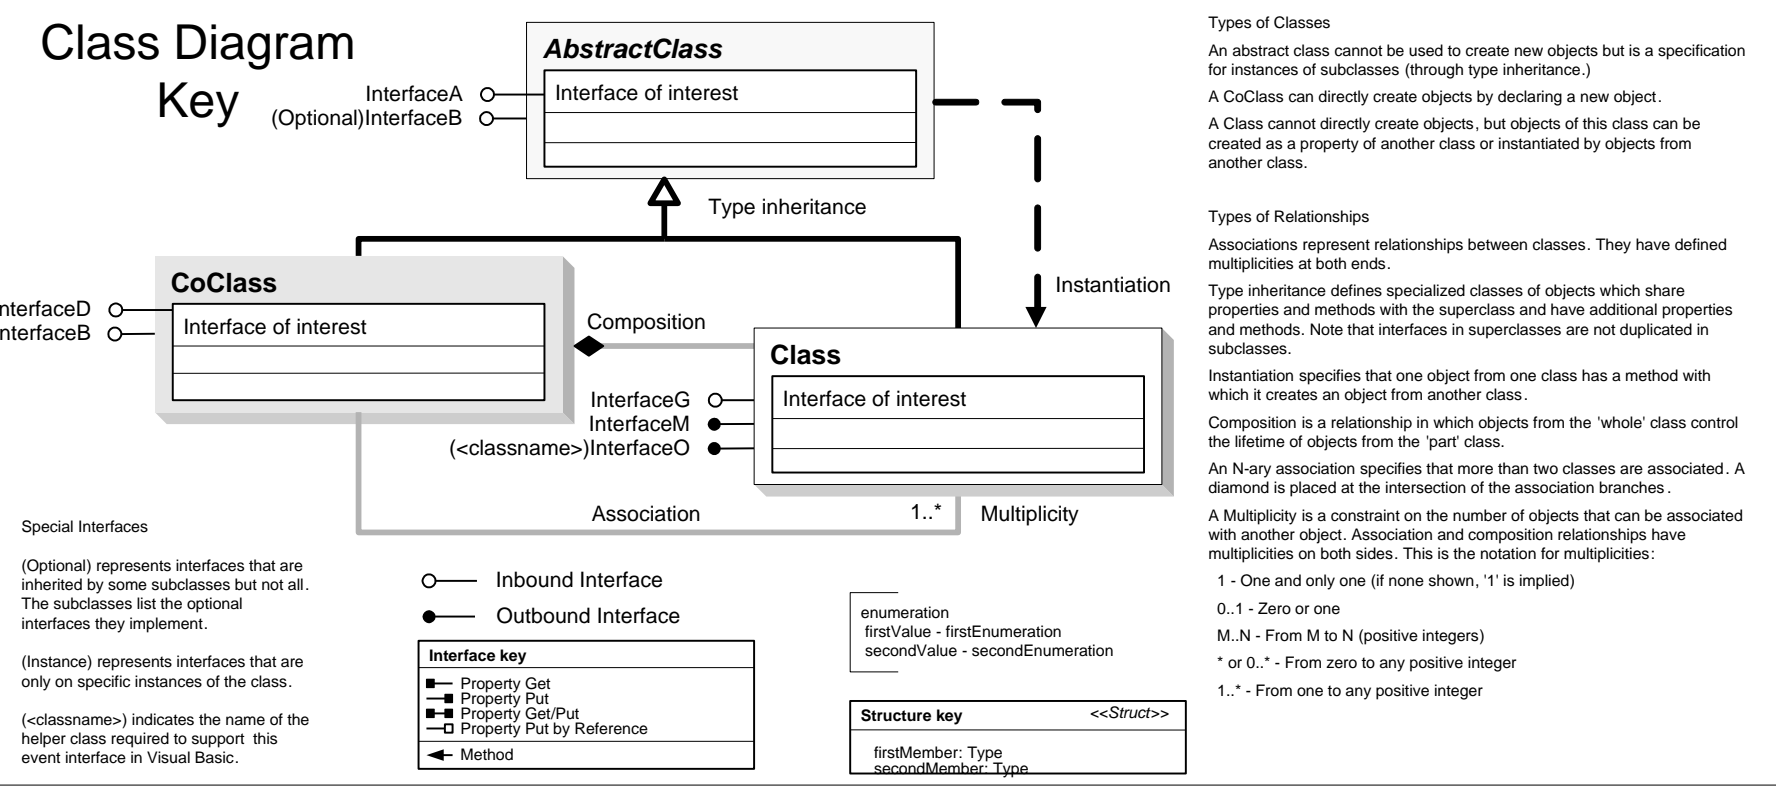 Class Diagram
Key
AbstractClass
Interface of interest
InterfaceA
(Optional)InterfaceB
Type inheritance
Instantiation
CoClass
Interface of interest
nterfaceD
nterfaceB
Composition
Class
Interface of interest
InterfaceG
InterfaceM
(<classname>)InterfaceO
Association
1..*
Multiplicity
Special Interfaces
(Optional) represents interfaces that are
inherited by some subclasses but not all.
The subclasses list the optional
interfaces they implement.
(Instance) represents interfaces that are
only on specific instances of the class.
(<classname>) indicates the name of the
helper class required to support this
event interface in Visual Basic.
Inbound Interface
Outbound Interface
Interface key
Property Get
Property Put
Property Get/Put
Property Put by Reference
Method
enumeration
firstValue - firstEnumeration
secondValue - secondEnumeration
Structure key <<Struct>>
firstMember: Type
secondMember: Type
Types of Classes
An abstract class cannot be used to create new objects but is a specification
for instances of subclasses (through type inheritance.)
A CoClass can directly create objects by declaring a new object.
A Class cannot directly create objects, but objects of this class can be
created as a property of another class or instantiated by objects from
another class.
Types of Relationships
Associations represent relationships between classes. They have defined
multiplicities at both ends.
Type inheritance defines specialized classes of objects which share
properties and methods with the superclass and have additional properties
and methods. Note that interfaces in superclasses are not duplicated in
subclasses.
Instantiation specifies that one object from one class has a method with
which it creates an object from another class.
Composition is a relationship in which objects from the 'whole' class control
the lifetime of objects from the 'part' class.
An N-ary association specifies that more than two classes are associated. A
diamond is placed at the intersection of the association branches.
A Multiplicity is a constraint on the number of objects that can be associated
with another object. Association and composition relationships have
multiplicities on both sides. This is the notation for multiplicities:
1 - One and only one (if none shown, '1' is implied)
0..1 - Zero or one
M..N - From M to N (positive integers)
* or 0..* - From zero to any positive integer
1..* - From one to any positive integer